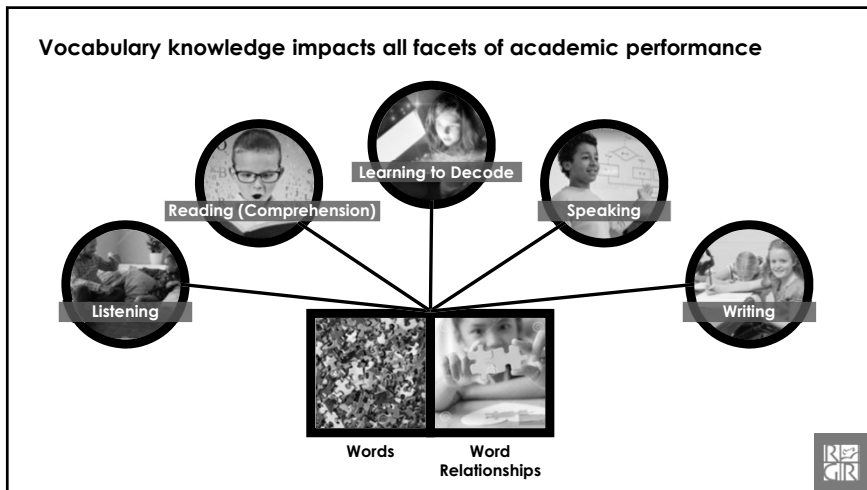 Vocabulary knowledge impacts all facets of academic performance
Learning to Decode
Reading (Comprehension)
Speaking
Listening
Writing
Words
Word
Relationships